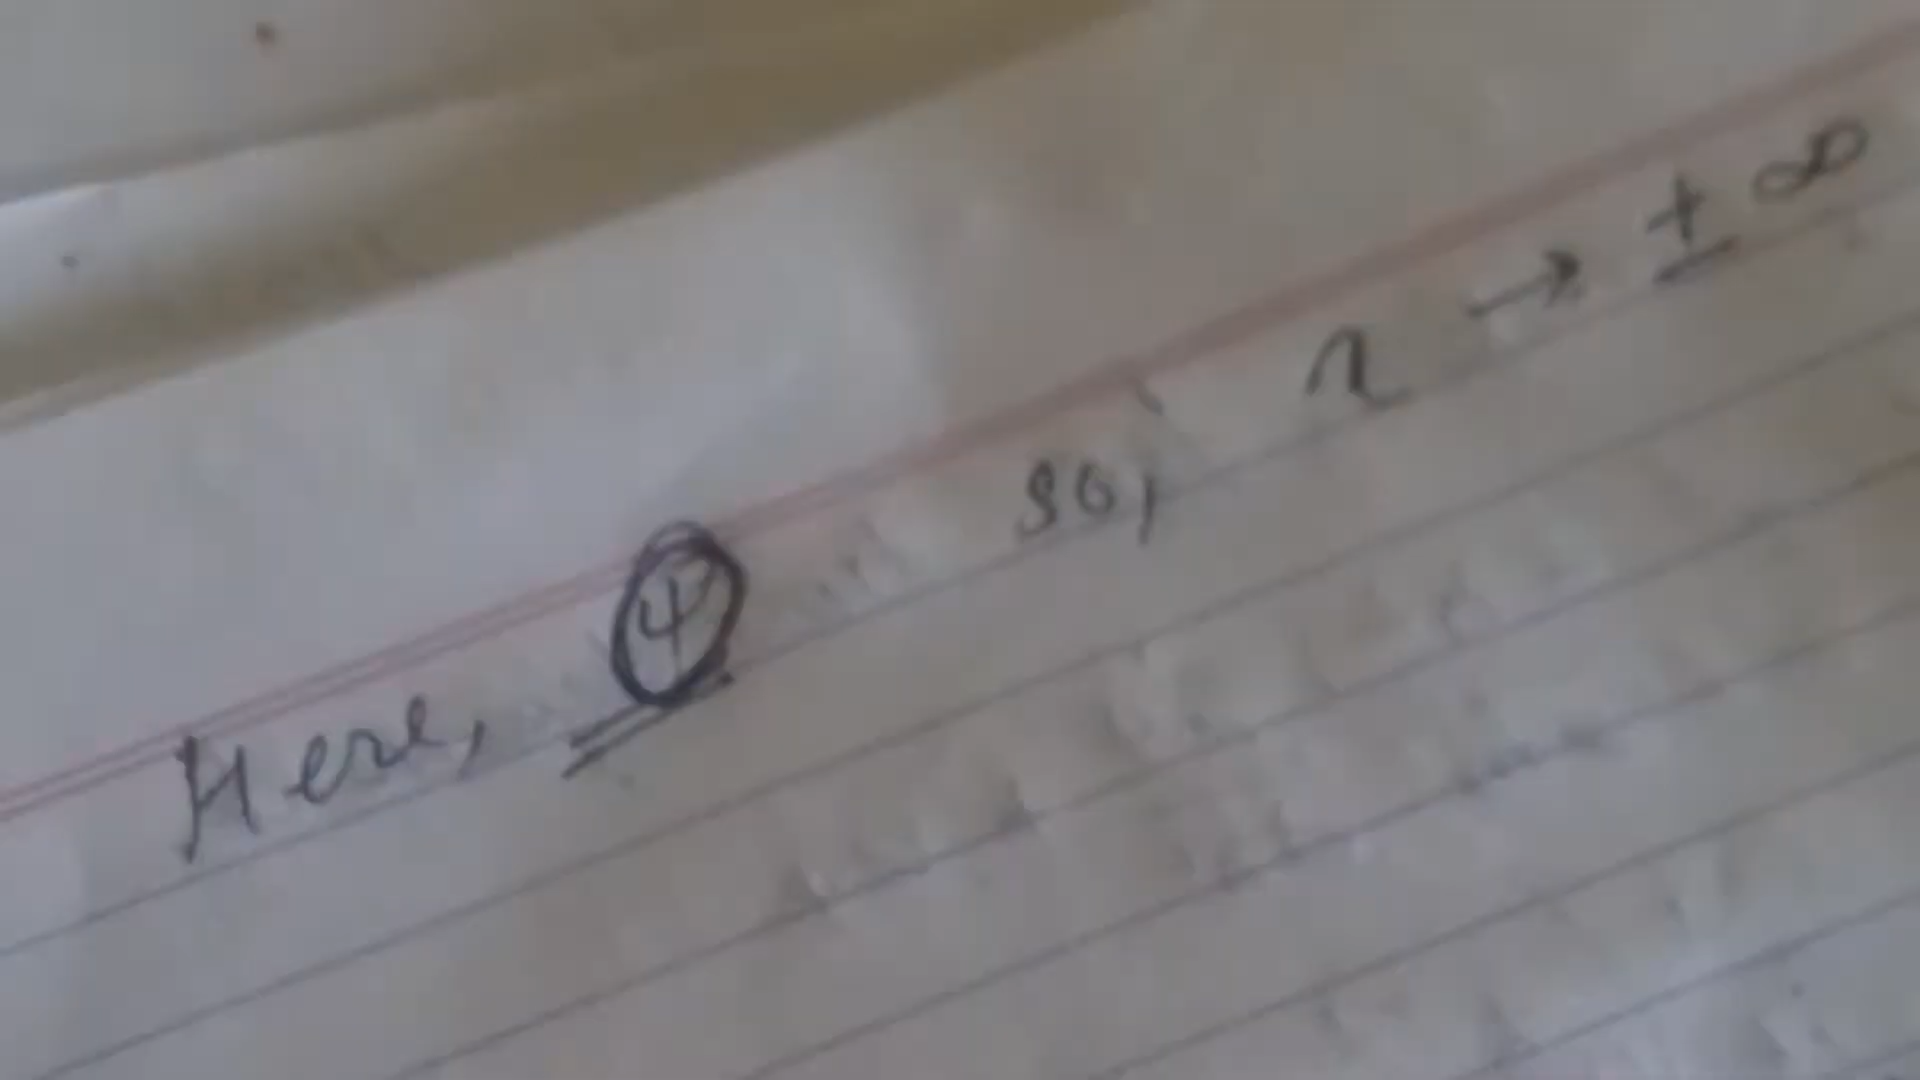 Here, ④ so, x → ± ∞